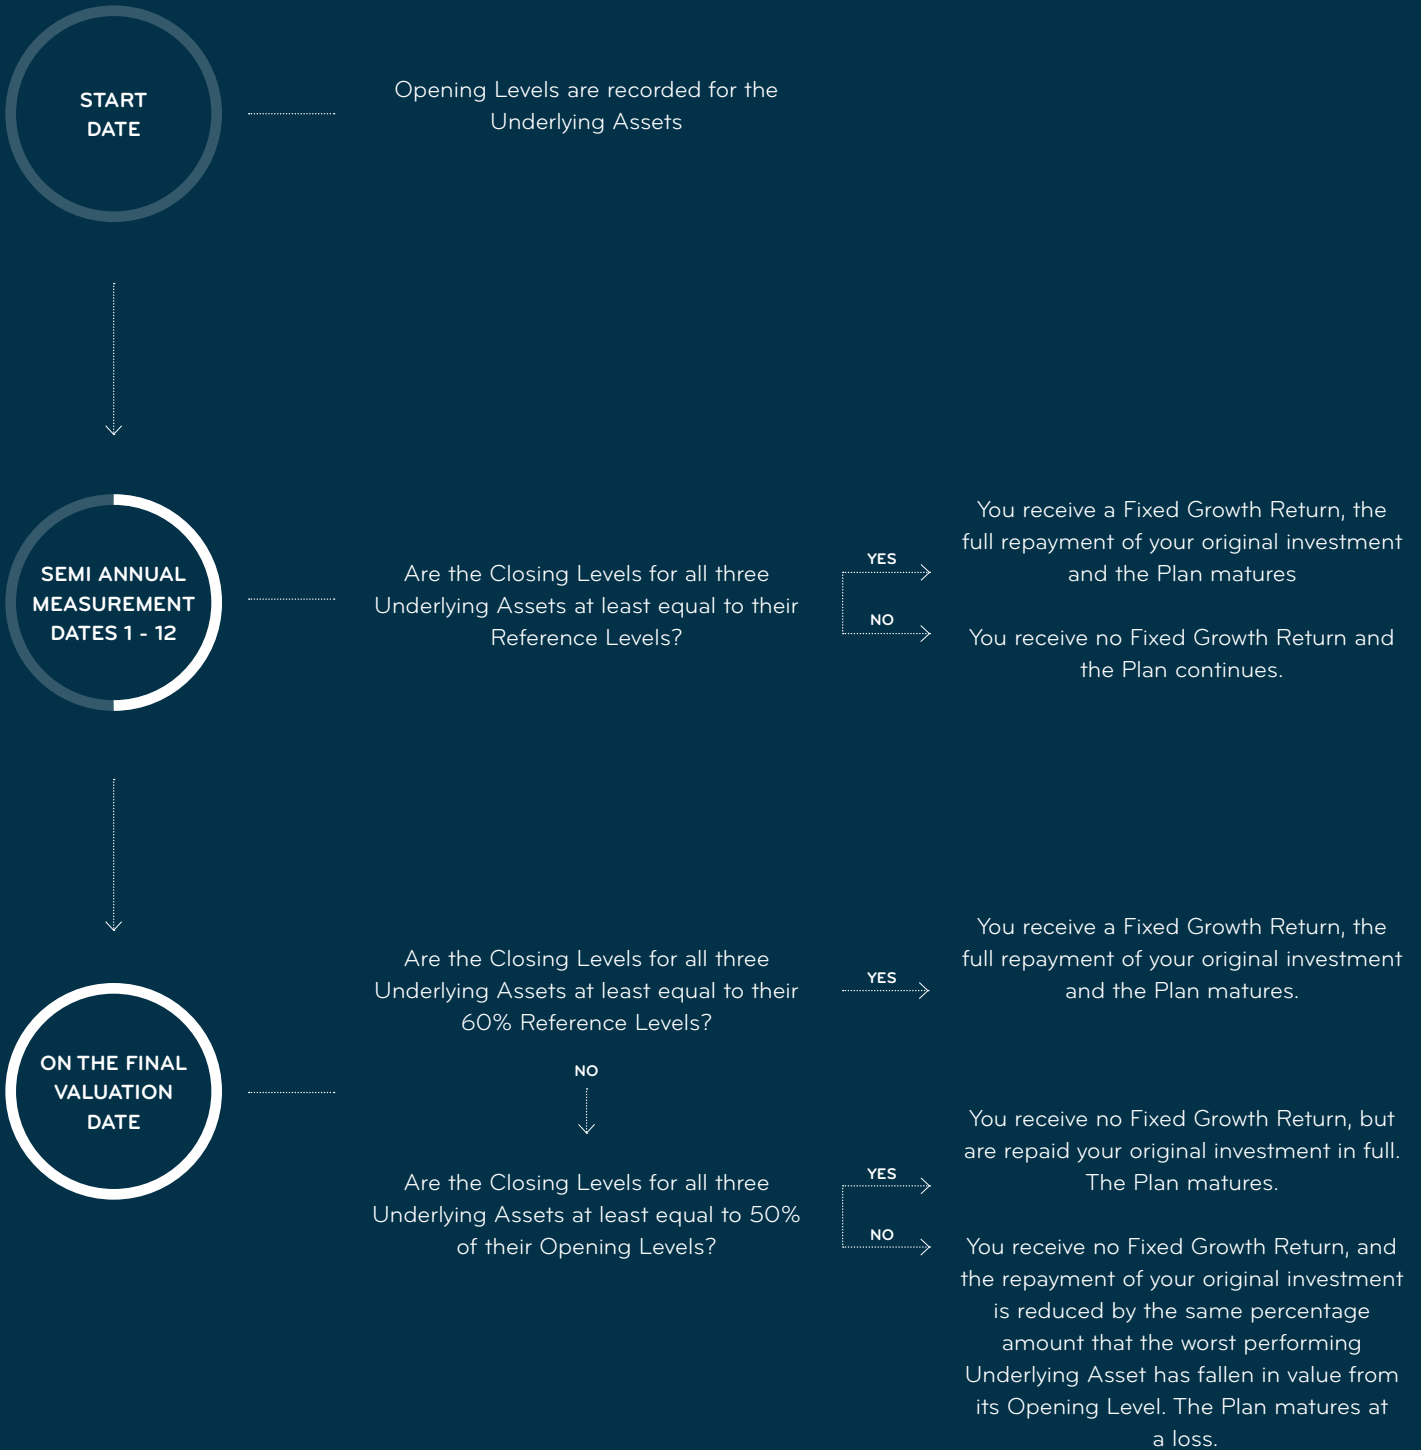 START
DATE
Opening Levels are recorded for the
Underlying Assets
SEMI ANNUAL
MEASUREMENT
DATES 1 - 12
Are the Closing Levels for all three
Underlying Assets at least equal to their
Reference Levels?
YES
You receive a Fixed Growth Return, the
full repayment of your original investment
and the Plan matures
NO
You receive no Fixed Growth Return and
the Plan continues.
ON THE FINAL
VALUATION
DATE
Are the Closing Levels for all three
Underlying Assets at least equal to their
60% Reference Levels?
YES
You receive a Fixed Growth Return, the
full repayment of your original investment
and the Plan matures.
NO
Are the Closing Levels for all three
Underlying Assets at least equal to 50%
of their Opening Levels?
YES
You receive no Fixed Growth Return, but
are repaid your original investment in full.
The Plan matures.
NO
You receive no Fixed Growth Return, and
the repayment of your original investment
is reduced by the same percentage
amount that the worst performing
Underlying Asset has fallen in value from
its Opening Level. The Plan matures at
a loss.